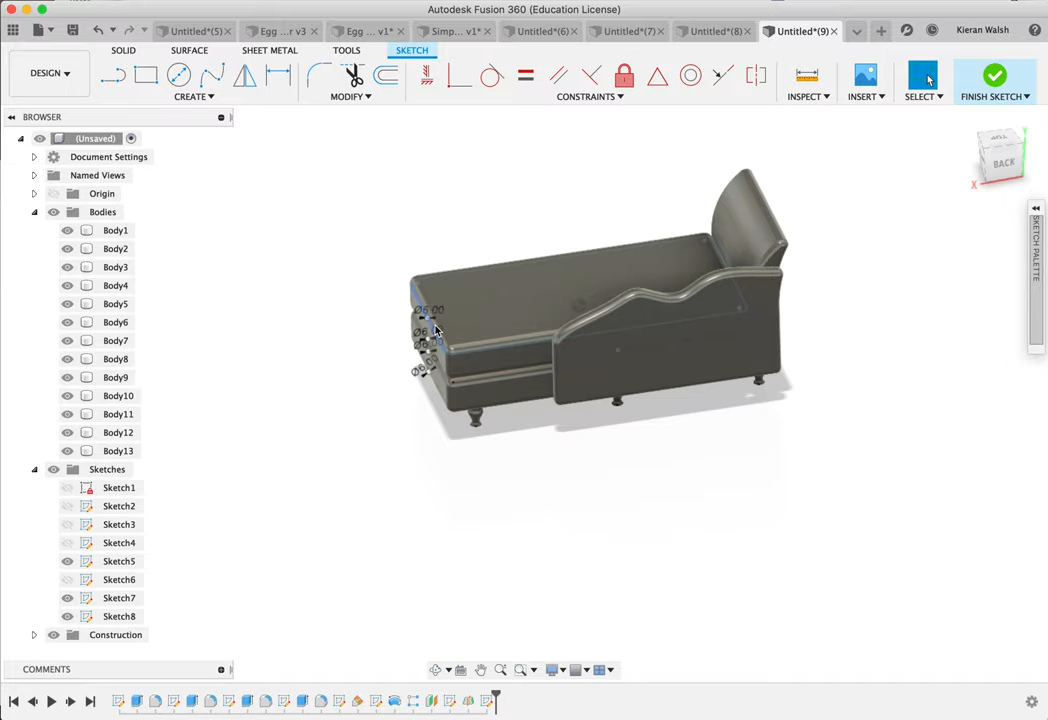 Autodesk Fusion 360 (Education License)
Untitled*(5) Egg ...r v3 Egg ... v1* Simp... v1* Untitled*(6) Untitled*(7) Untitled*(8) Untitled*(9) Kieran Walsh
SOLID SURFACE SHEET METAL TOOLS SKETCH
DESIGN
CREATE MODIFY CONSTRAINTS INSPECT INSERT SELECT FINISH SKETCH
BROWSER
(Unsaved)
Document Settings
Named Views
Origin
Bodies
Body1
Body2
Body3
Body4
Body5
Body6
Body7
Body8
Body9
Body10
Body11
Body12
Body13
Sketches
Sketch1
Sketch2
Sketch3
Sketch4
Sketch5
Sketch6
Sketch7
Sketch8
Construction
TOP
BACK
X
Y
SKETCH PALETTE
Ø6.00
COMMENTS